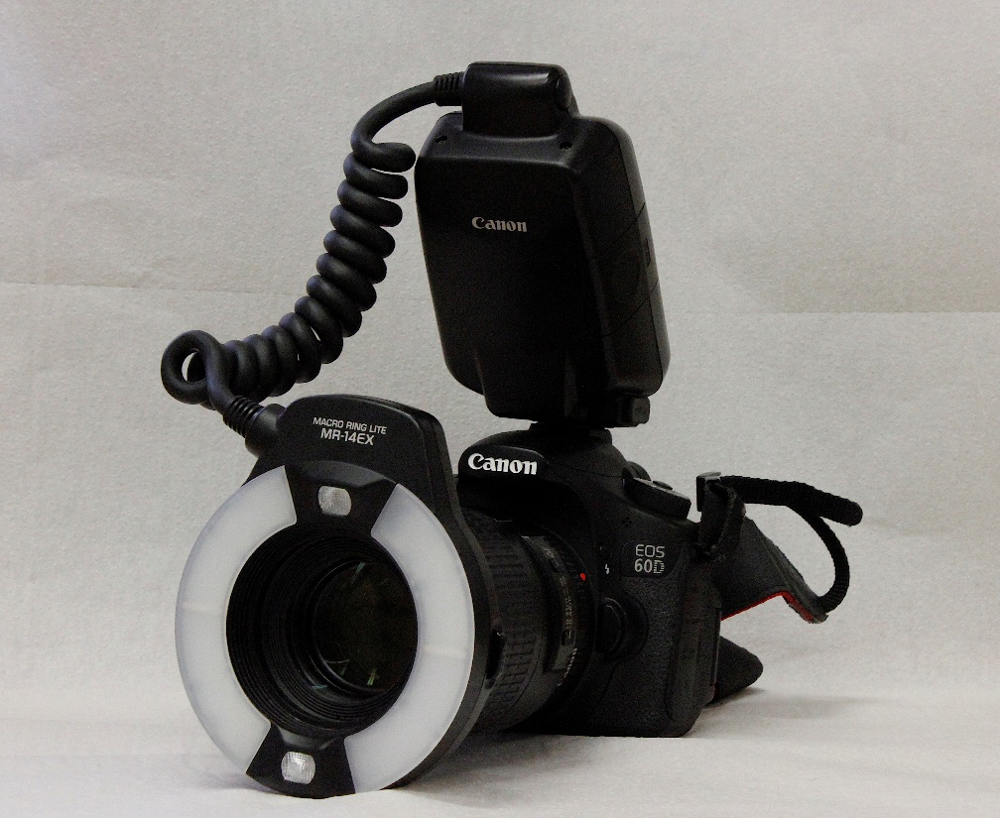 Canon
MACRO RING LITE
MR-14EX
Canon
EOS
60D